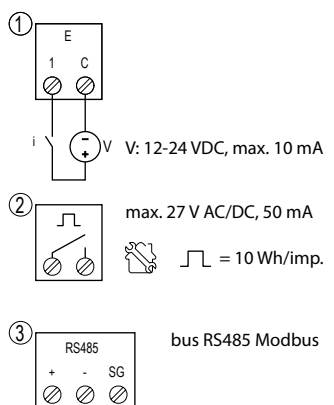 1
E
1 C
i V V: 12-24 VDC, max. 10 mA
2
max. 27 V AC/DC, 50 mA
= 10 Wh/imp.
3
RS485
bus RS485 Modbus
+ - SG